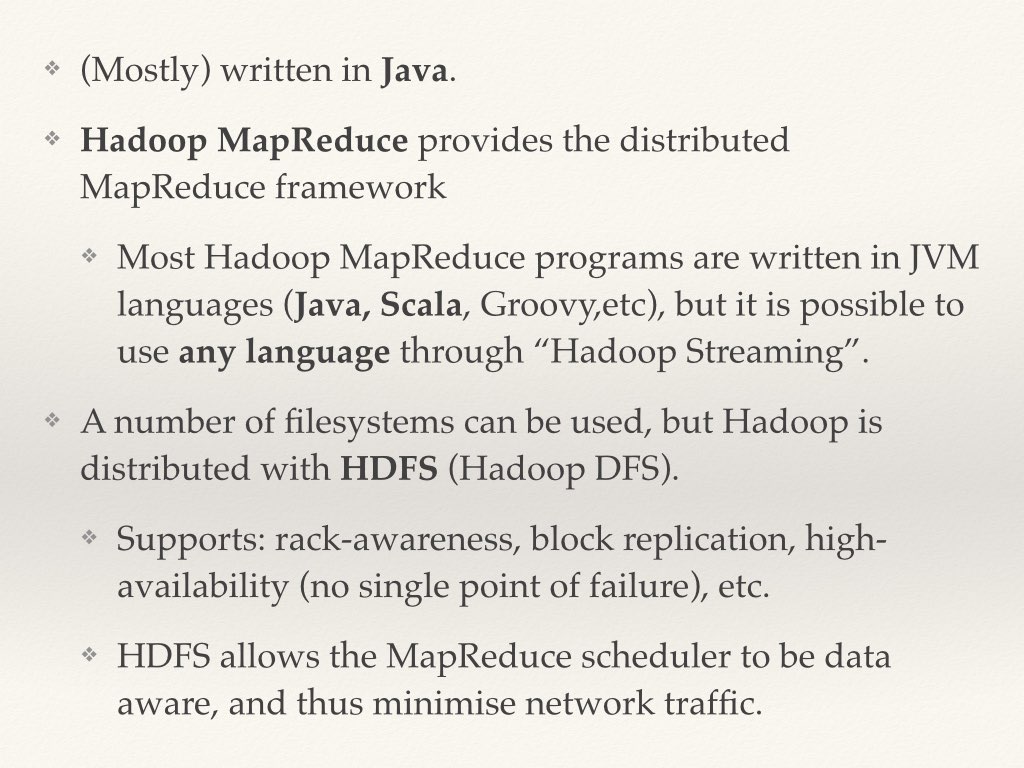 ❖ (Mostly) written in Java.
❖ Hadoop MapReduce provides the distributed
MapReduce framework
❖ Most Hadoop MapReduce programs are written in JVM
languages (Java, Scala, Groovy,etc), but it is possible to
use any language through “Hadoop Streaming”.
❖ A number of filesystems can be used, but Hadoop is
distributed with HDFS (Hadoop DFS).
❖ Supports: rack-awareness, block replication, high-
availability (no single point of failure), etc.
❖ HDFS allows the MapReduce scheduler to be data
aware, and thus minimise network traffic.